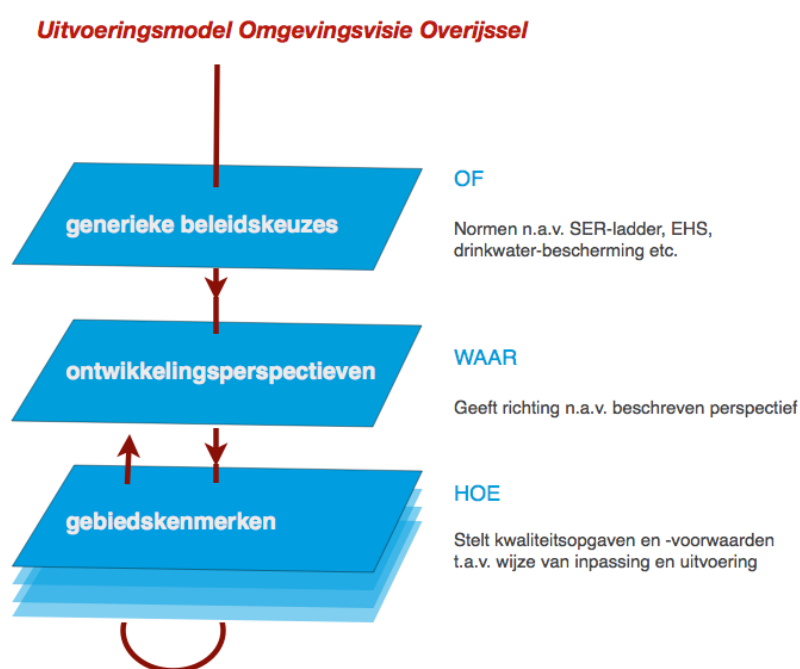 Uitvoeringsmodel Omgevingsvisie Overijssel
generieke beleidskeuzes
OF
Normen n.a.v. SER-ladder, EHS,
drinkwater-bescherming etc.
ontwikkelingsperspectieven
WAAR
Geeft richting n.a.v. beschreven perspectief
gebiedskenmerken
HOE
Stelt kwaliteitsopgaven en -voorwaarden
t.a.v. wijze van inpassing en uitvoering